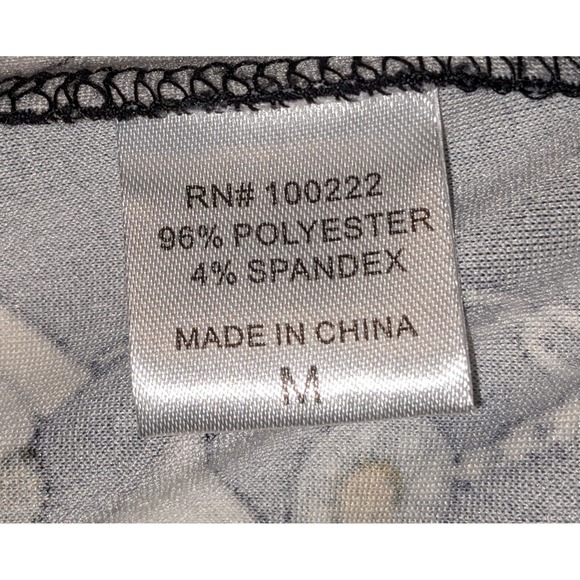 RN# 100222
96% POLYESTER
4% SPANDEX
MADE IN CHINA
M